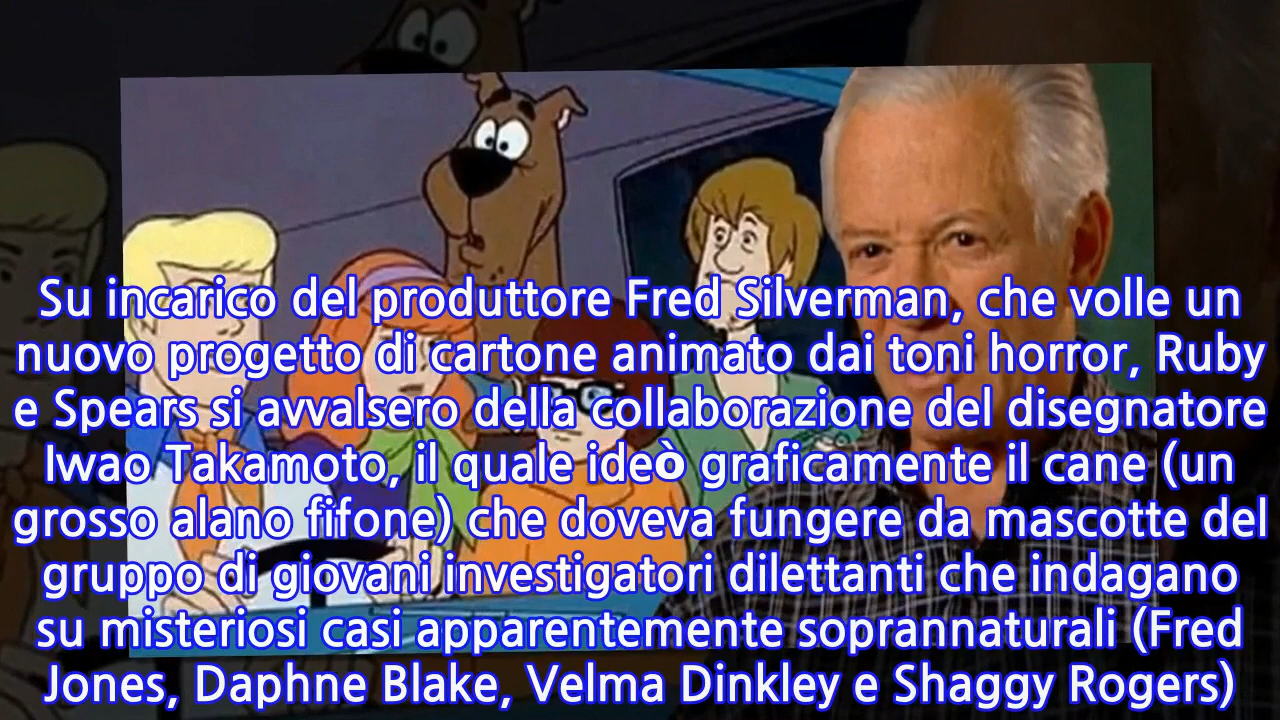 Su incarico del produttore Fred Silverman, che volle un
nuovo progetto di cartone animato dai toni horror, Ruby
e Spears si avvalsero della collaborazione del disegnatore
Iwao Takamoto, il quale ideò graficamente il cane (un
grosso alano fifone) che doveva fungere da mascotte del
gruppo di giovani investigatori dilettanti che indagano
su misteriosi casi apparentemente soprannaturali (Fred
Jones, Daphne Blake, Velma Dinkley e Shaggy Rogers)